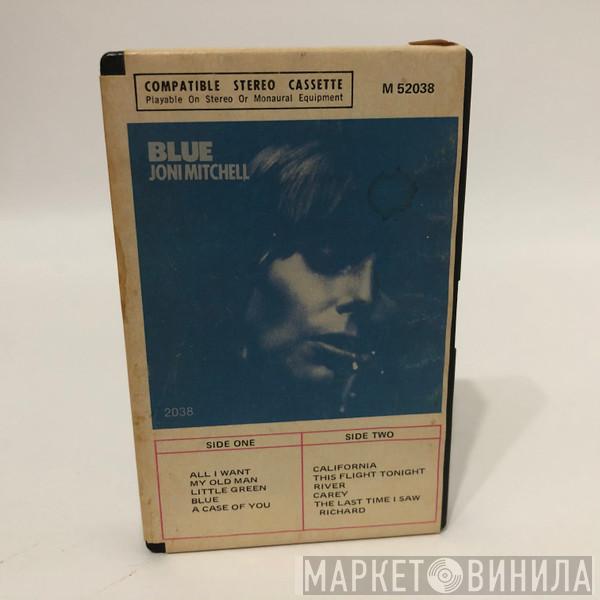 COMPATIBLE STEREO CASSETTE
Playable On Stereo Or Monaural Equipment
M 52038
BLUE
JONI MITCHELL
2038
SIDE ONE
ALL I WANT
MY OLD MAN
LITTLE GREEN
BLUE
A CASE OF YOU
SIDE TWO
CALIFORNIA
THIS FLIGHT TONIGHT
RIVER
CAREY
THE LAST TIME I SAW
RICHARD
МАРКЕТ ВИНИЛА